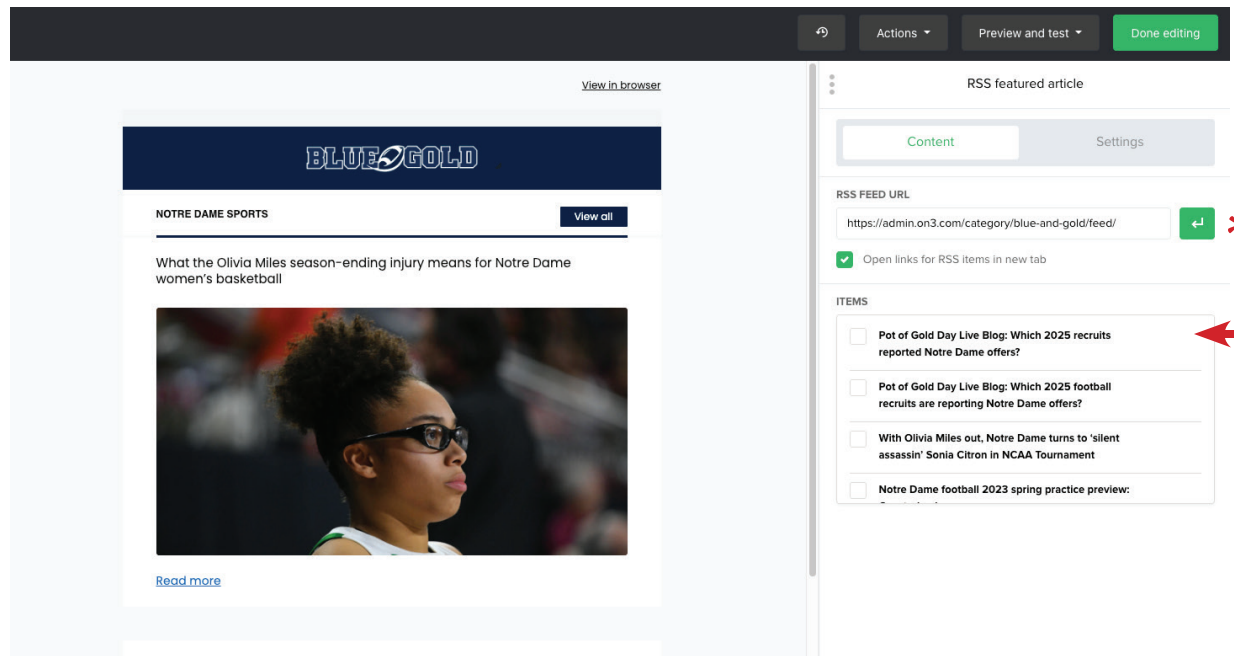 Actions
Preview and test
Done editing
View in browser
BLUE GOLD
NOTRE DAME SPORTS
View all
What the Olivia Miles season-ending injury means for Notre Dame
women’s basketball
Read more
RSS featured article
Content
Settings
RSS FEED URL
https://admin.on3.com/category/blue-and-gold/feed/
Open links for RSS items in new tab
ITEMS
Pot of Gold Day Live Blog: Which 2025 recruits
reported Notre Dame offers?
Pot of Gold Day Live Blog: Which 2025 football
recruits are reporting Notre Dame offers?
With Olivia Miles out, Notre Dame turns to ‘silent
assassin’ Sonia Citron in NCAA Tournament
Notre Dame football 2023 spring practice preview: